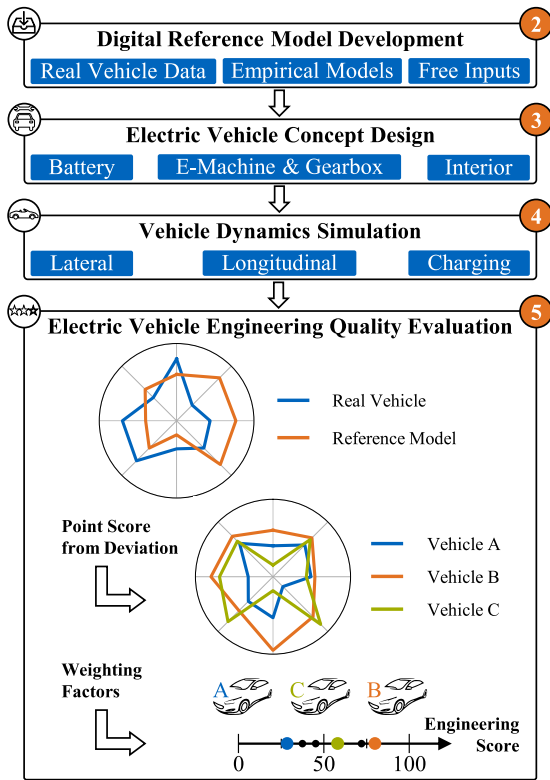 2
Digital Reference Model Development
Real Vehicle Data Empirical Models Free Inputs
3
Electric Vehicle Concept Design
Battery E-Machine & Gearbox Interior
4
Vehicle Dynamics Simulation
Lateral Longitudinal Charging
5
Electric Vehicle Engineering Quality Evaluation
Real Vehicle
Reference Model
Point Score
from Deviation
Vehicle A
Vehicle B
Vehicle C
Weighting
Factors
A C B
Engineering
Score
0 50 100